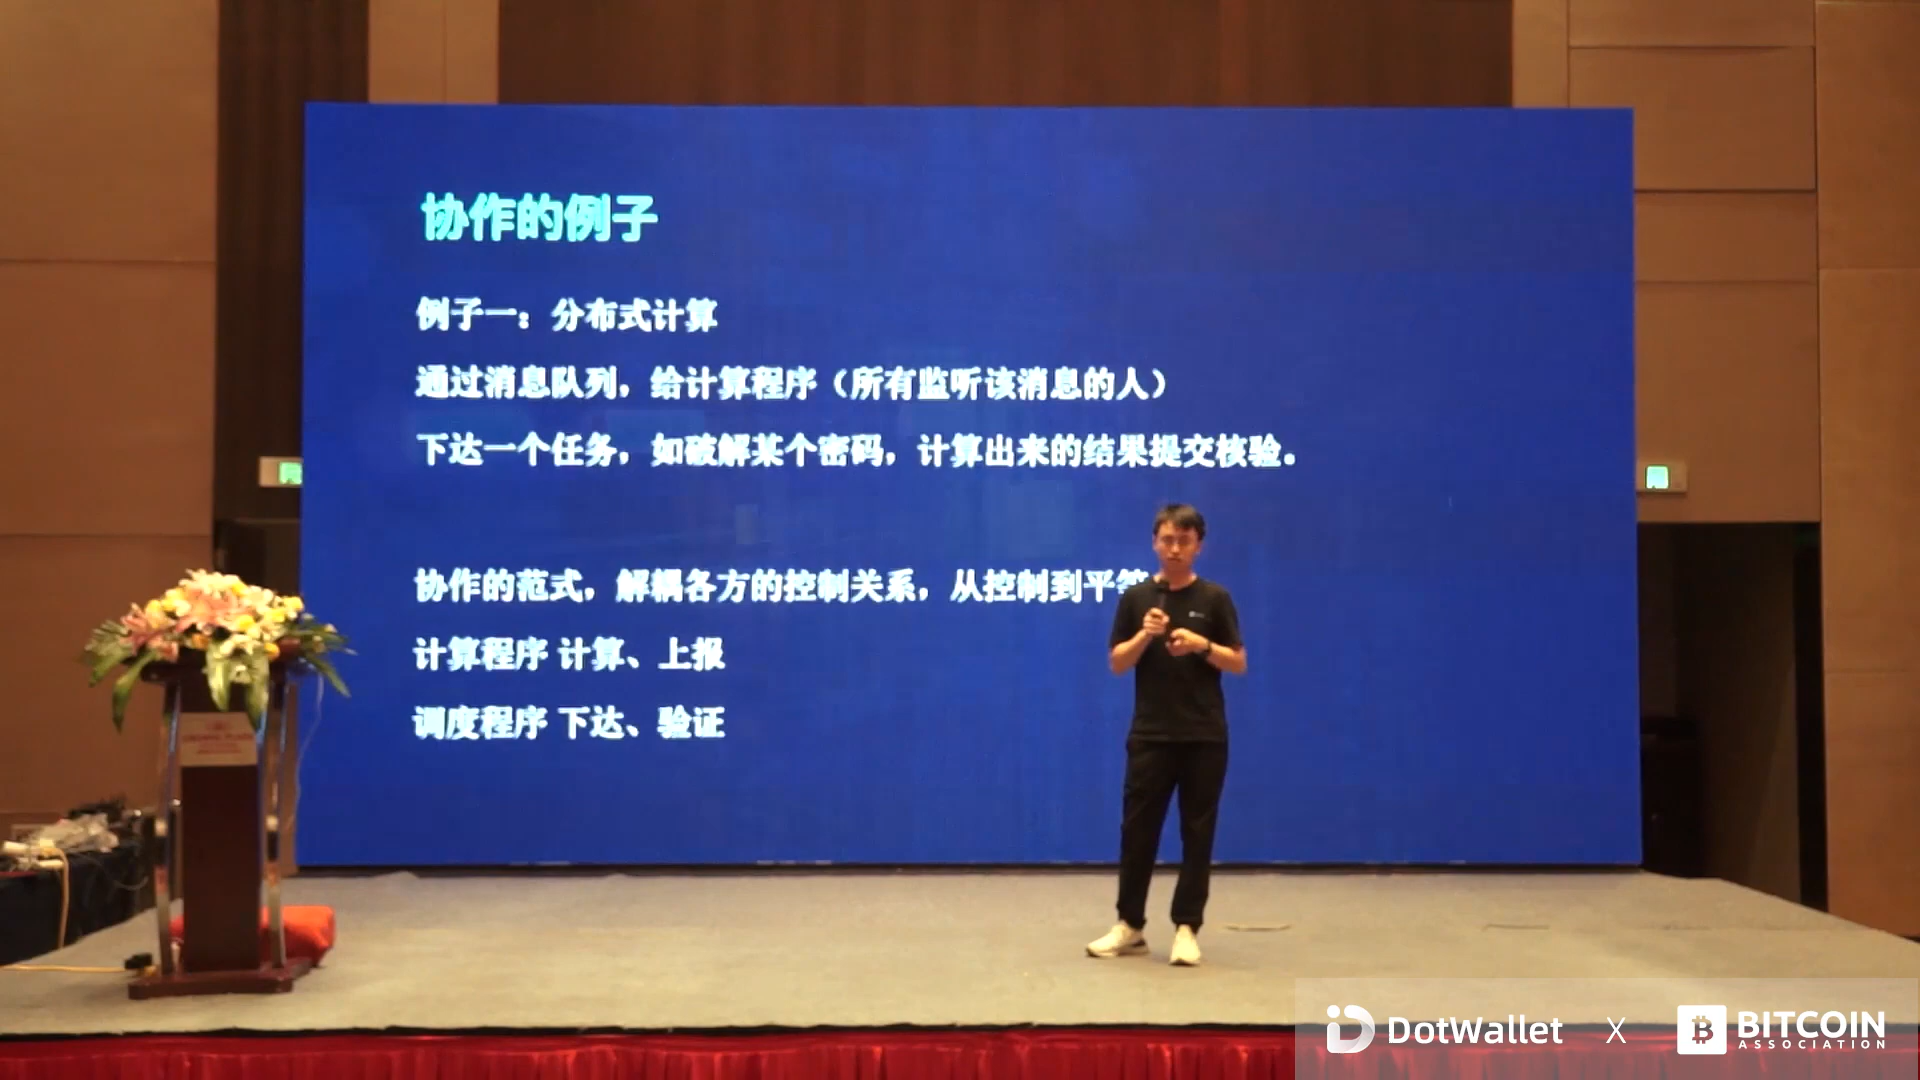 协作的例子
例子一：分布式计算
通过消息队列，给计算程序（所有监听该消息的人）
下达一个任务，如破解某个密码，计算出来的结果提交核验。
协作的范式，解耦各方的控制关系，从控制到平等
计算程序 计算、上报
调度程序 下达、验证
DotWallet X BITCOIN ASSOCIATION